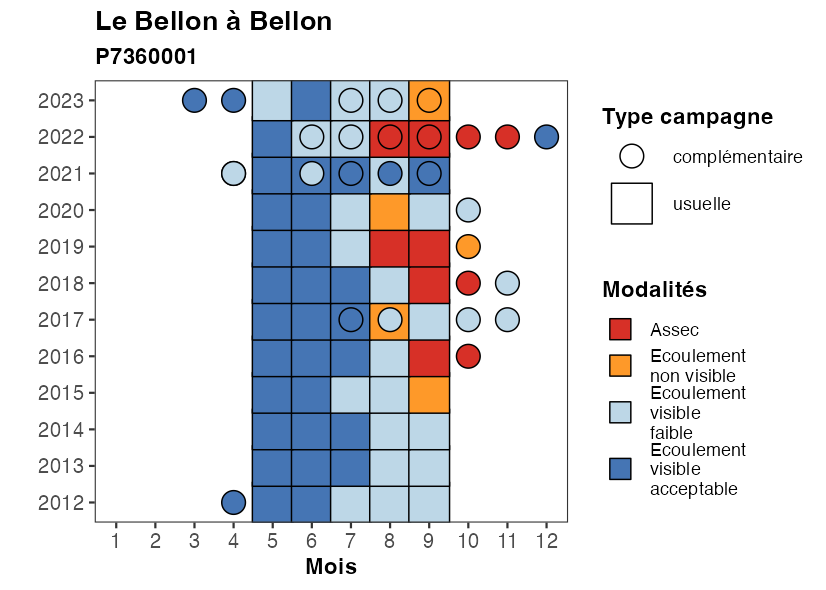 Le Bellon à Bellon
P7360001
2023
2022
2021
2020
2019
2018
2017
2016
2015
2014
2013
2012
1 2 3 4 5 6 7 8 9 10 11 12
Mois
Type campagne
complémentaire
usuelle
Modalités
Assec
Ecoulement
non visible
Ecoulement
visible
faible
Ecoulement
visible
acceptable